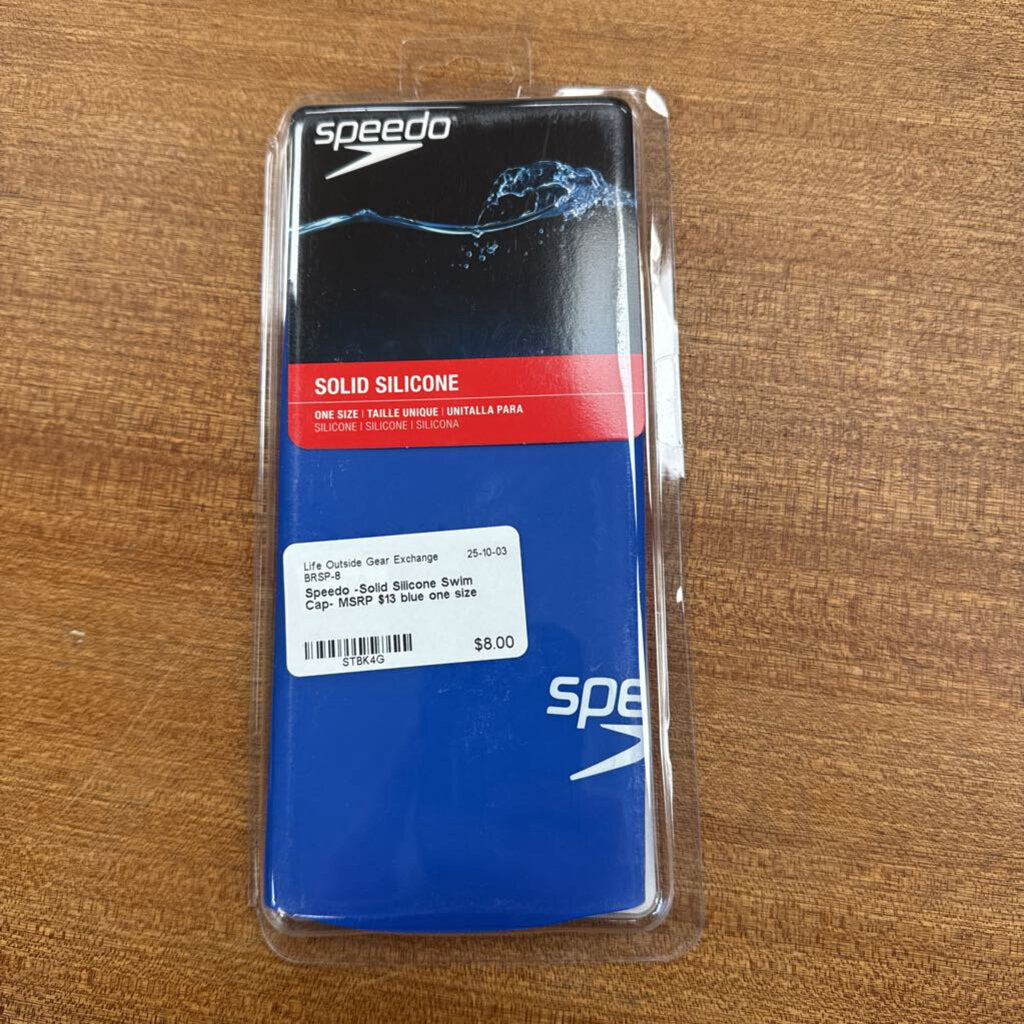 speedo
SOLID SILICONE
ONE SIZE | TAILLE UNIQUE | UNITALLA PARA
SILICONE | SILICONE | SILICONA
Life Outside Gear Exchange 25-10-03
BRSP-8
Speedo -Solid Silicone Swim
Cap- MSRP $13 blue one size
STBK4G $8.00
spe